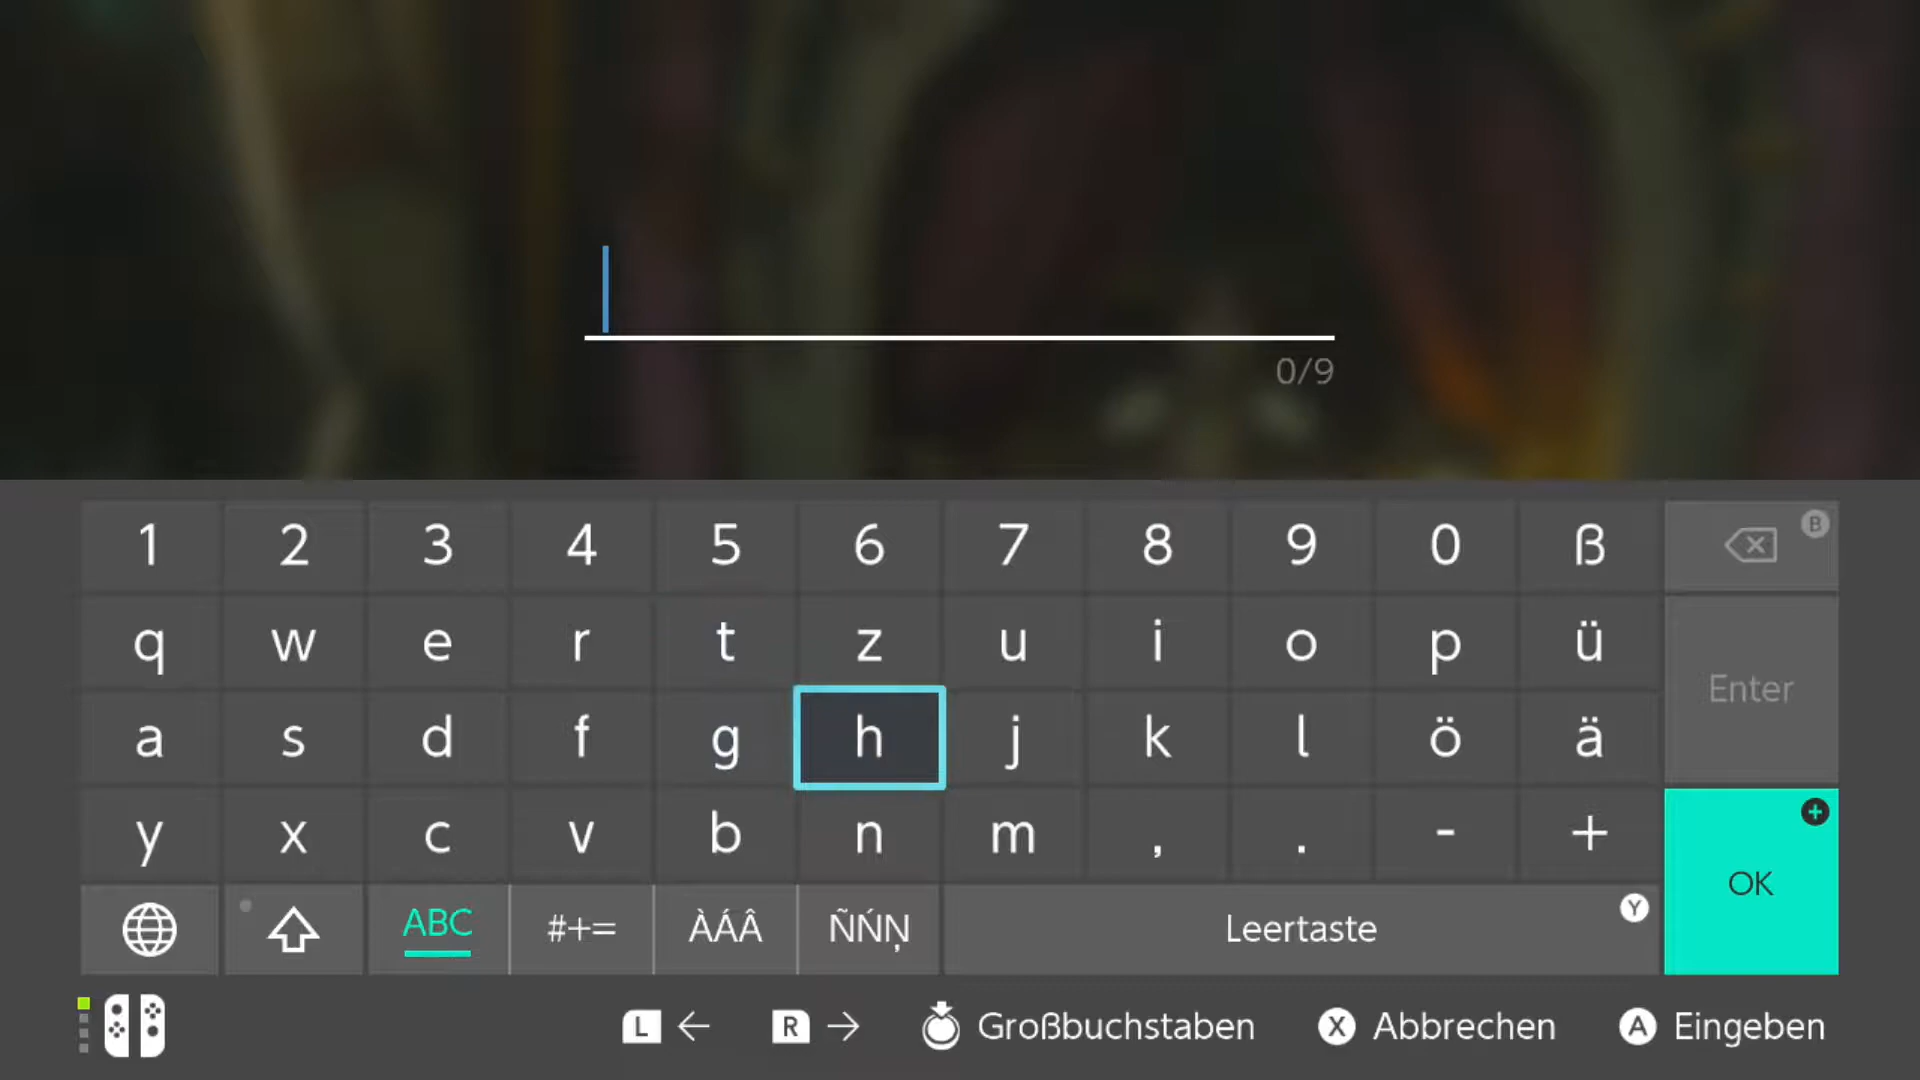 0/9
1 2 3 4 5 6 7 8 9 0 ß B
q w e r t z u i o p ü Enter
a s d f g h j k l ö ä
y x c v b n m , . - + OK
ABC #+= ÀÁÂ ÑŃŅ Leertaste Y
L ← R → Großbuchstaben X Abbrechen A Eingeben